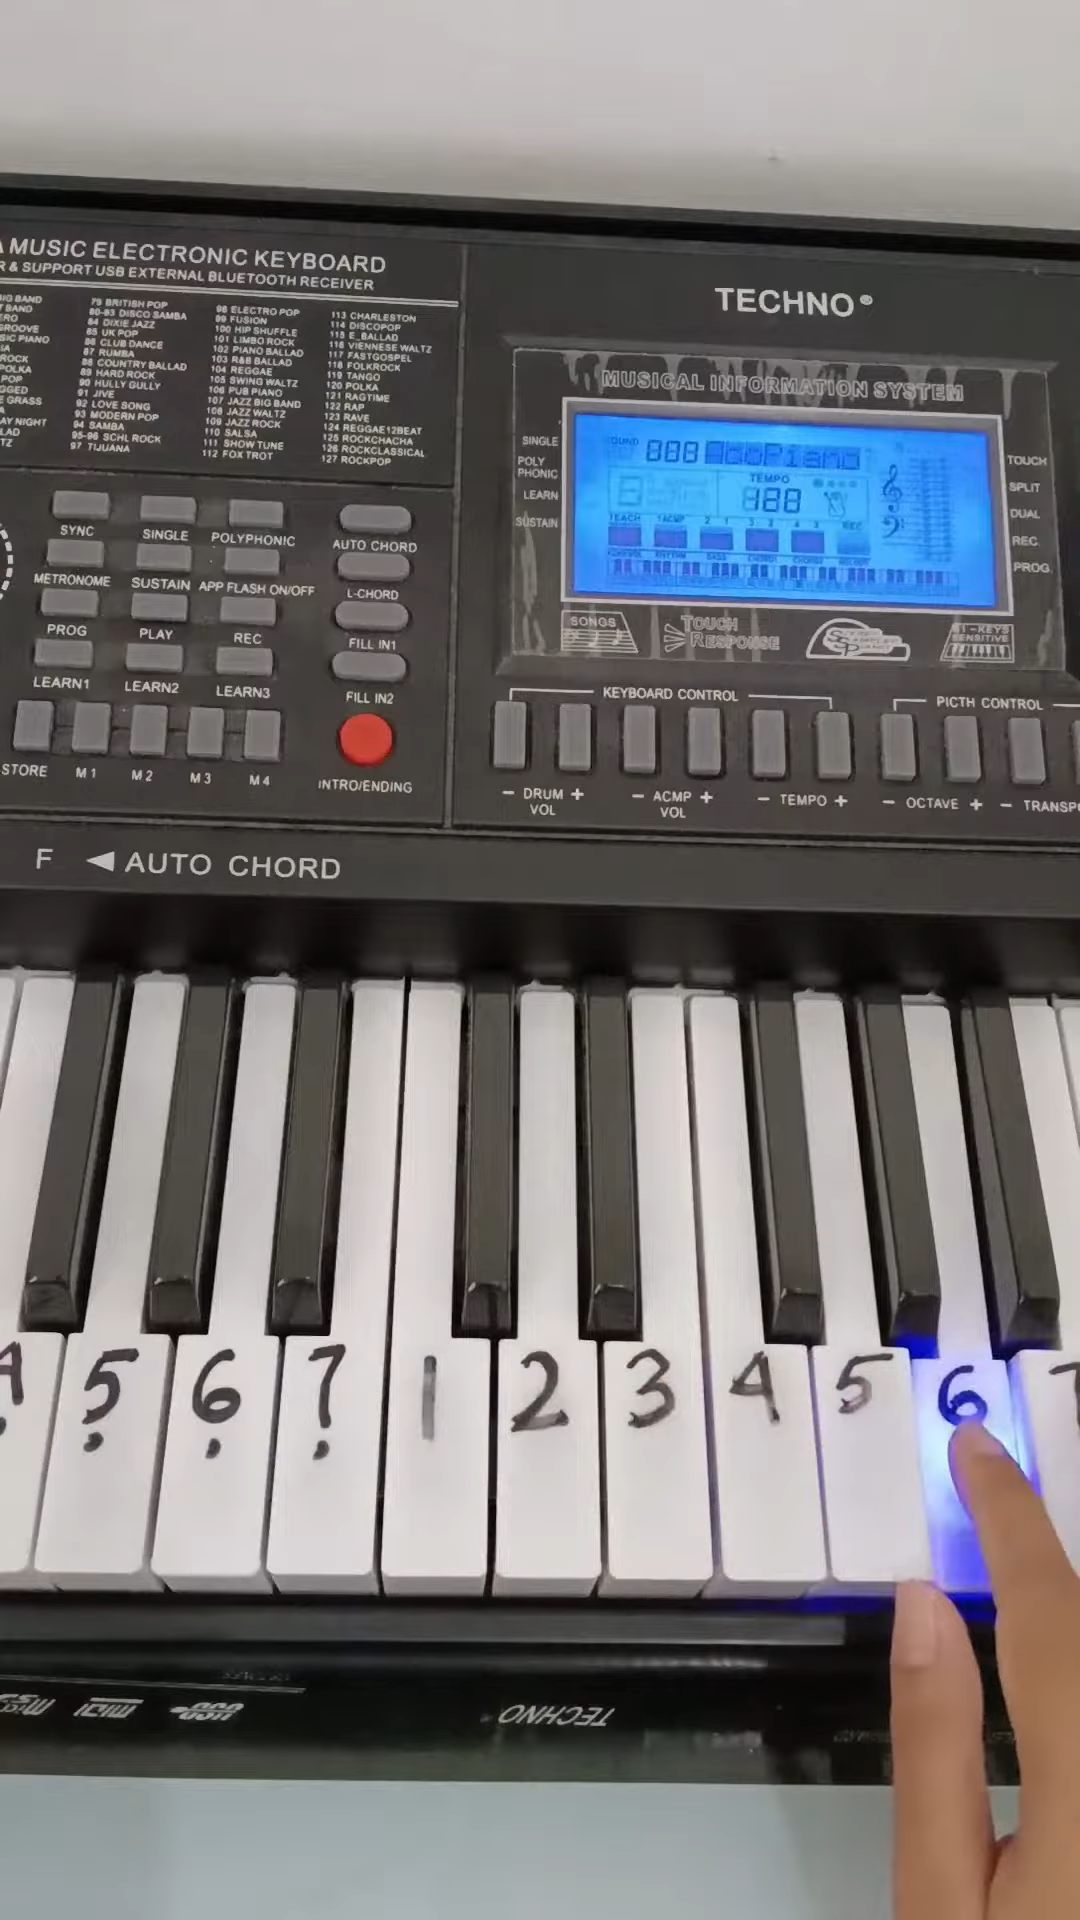 MUSIC ELECTRONIC KEYBOARD
& SUPPORT USB EXTERNAL BLUETOOTH RECEIVER
79 BRITISH POP
80-83 DISCO SAMBA
84 DIXIE JAZZ
85 UK POP
86 CLUB DANCE
87 RUMBA
88 COUNTRY BALLAD
89 HARD ROCK
90 HULLY GULLY
91 JIVE
92 LOVE SONG
93 MODERN POP
94 SAMBA
95-96 SCHL ROCK
97 TIJUANA
98 ELECTRO POP
99 FUSION
100 HIP SHUFFLE
101 LIMBO ROCK
102 PIANO BALLAD
103 R&B BALLAD
104 REGGAE
105 SWING WALTZ
106 PUB PIANO
107 JAZZ BIG BAND
108 JAZZ WALTZ
109 JAZZ ROCK
110 SALSA
111 SHOW TUNE
112 FOX TROT
113 CHARLESTON
114 DISCOPOP
115 E_BALLAD
116 VIENNESE WALTZ
117 FASTGOSPEL
118 FOLKROCK
119 TANGO
120 POLKA
121 RAGTIME
122 RAP
123 RAVE
124 REGGAE12BEAT
125 ROCKCHACHA
126 ROCKCLASSICAL
127 ROCKPOP
TECHNO®
MUSICAL INFORMATION SYSTEM
SINGLE
POLY
PHONIC
LEARN
SUSTAIN
TEMPO
TOUCH
SPLIT
DUAL
REC.
PROG.
SONGS
TOUCH
RESPONSE
61-KEYS
SENSITIVE
SYNC
SINGLE
POLYPHONIC
AUTO CHORD
METRONOME
SUSTAIN
APP FLASH ON/OFF
L-CHORD
PROG
PLAY
REC
FILL IN1
LEARN1
LEARN2
LEARN3
FILL IN2
STORE
M1
M2
M3
M4
INTRO/ENDING
KEYBOARD CONTROL
PICTH CONTROL
- DRUM +
VOL
- ACMP +
VOL
- TEMPO +
- OCTAVE +
F ◄ AUTO CHORD
5 6 7 1 2 3 4 5 6 7
TECHNO